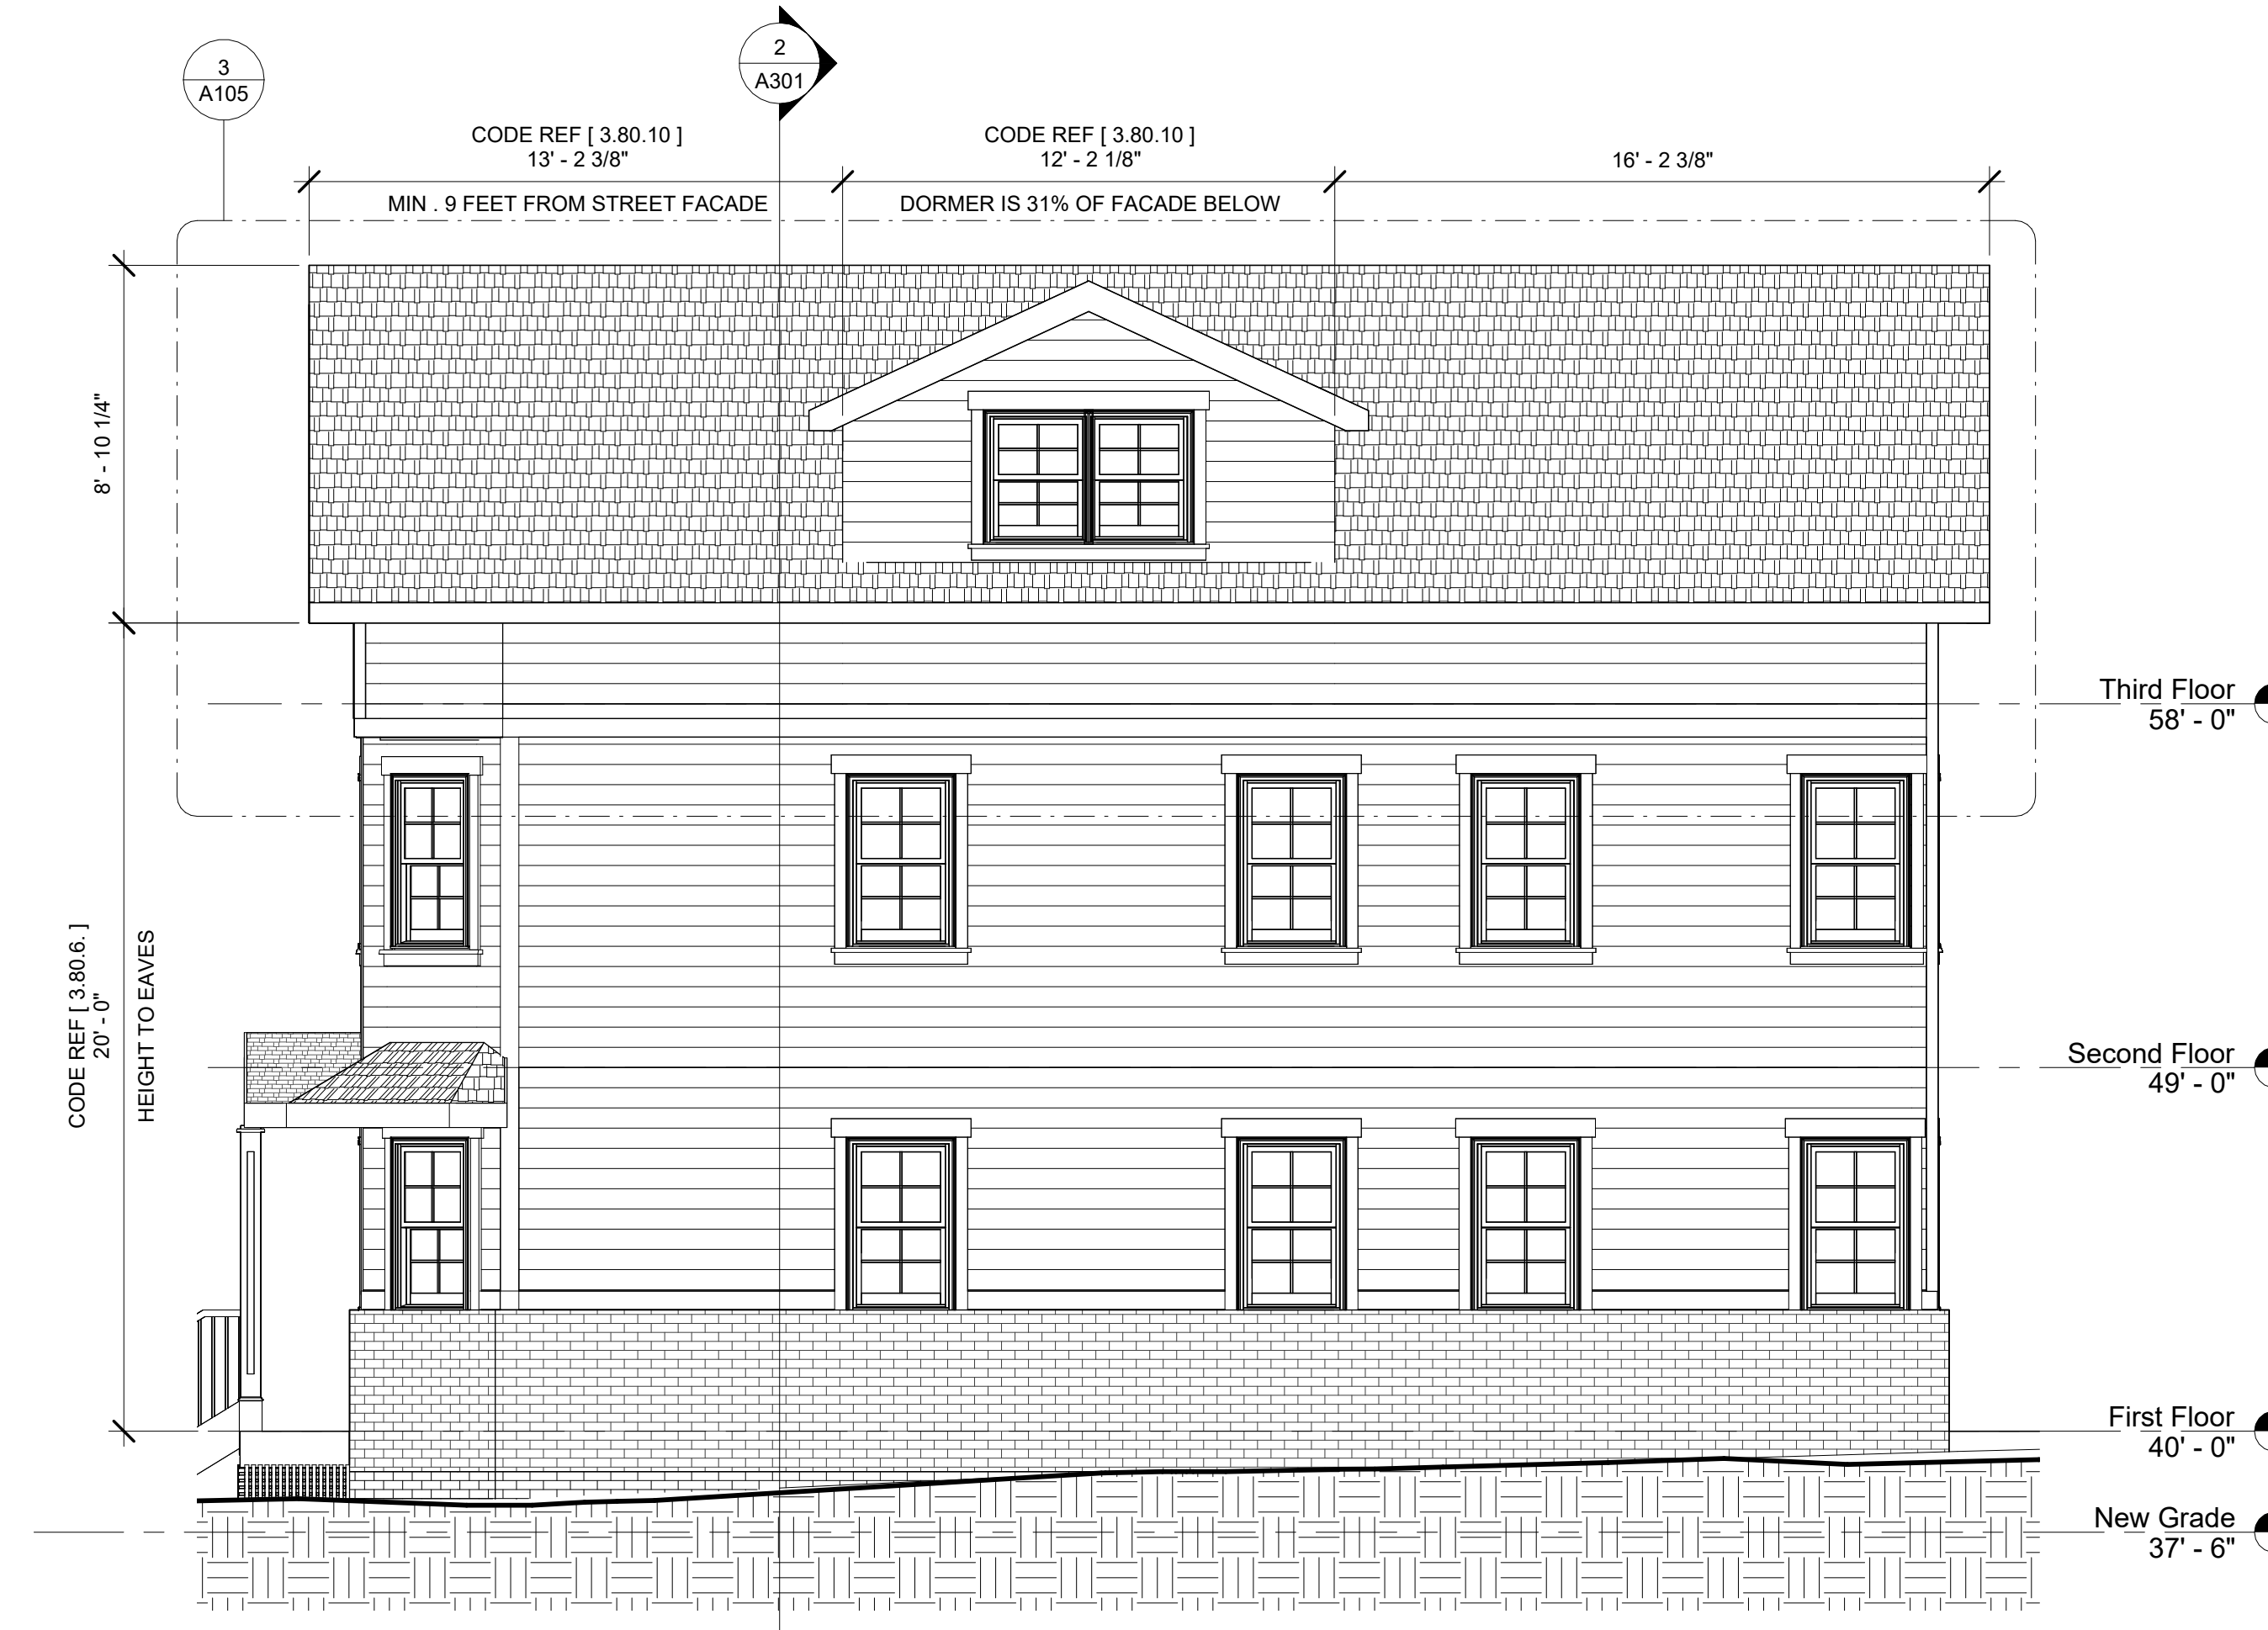 3
A105
2
A301
CODE REF [ 3.80.10 ]
13' - 2 3/8"
MIN . 9 FEET FROM STREET FACADE
CODE REF [ 3.80.10 ]
12' - 2 1/8"
DORMER IS 31% OF FACADE BELOW
16' - 2 3/8"
8' - 10 1/4"
CODE REF [ 3.80.6. ]
20' - 0"
HEIGHT TO EAVES
Third Floor
58' - 0"
Second Floor
49' - 0"
First Floor
40' - 0"
New Grade
37' - 6"